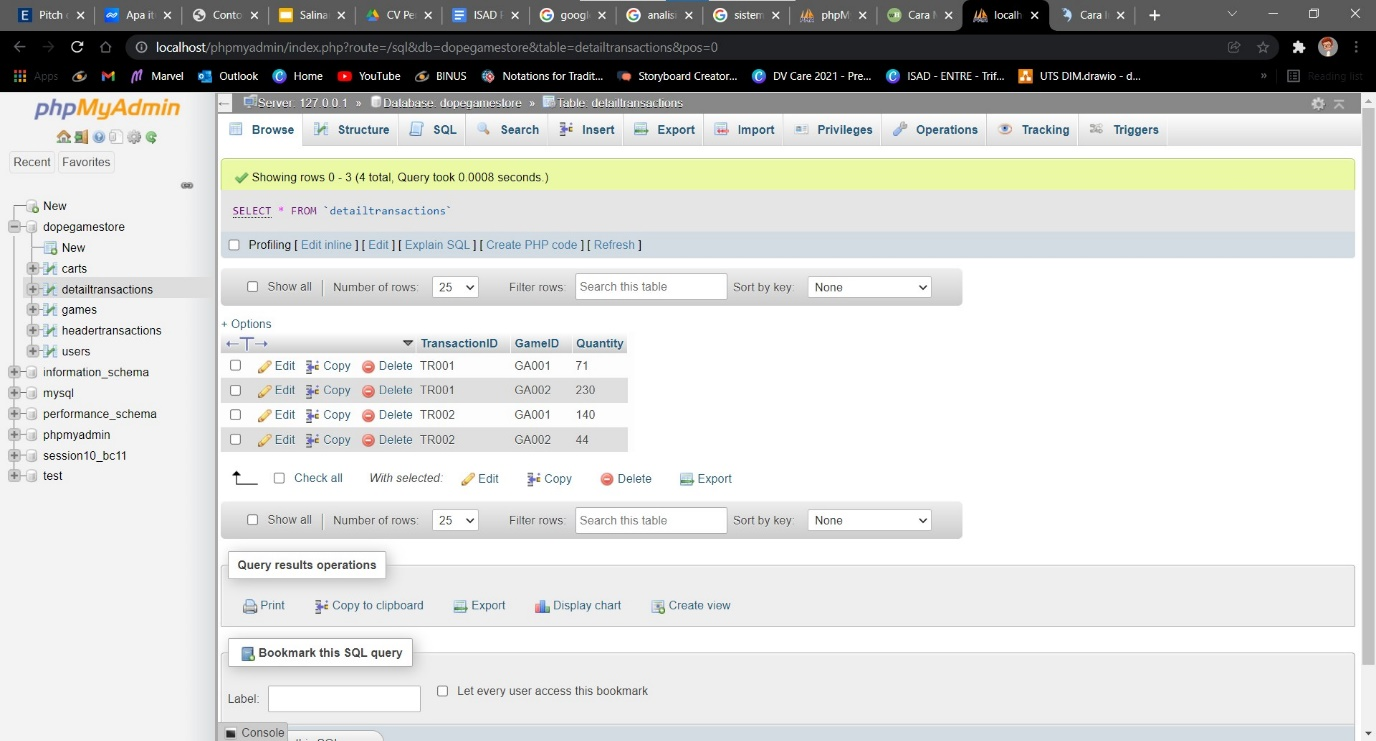 Pitch
Apa it
Conto
Salina
CV Pe
ISAD F
googl
analis
sistem
phpM
Cara M
localh
Cara I
localhost/phpmyadmin/index.php?route=/sql&db=dopegamestore&table=detailtransactions&pos=0
Apps
Marvel
Outlook
Home
YouTube
BINUS
Notations for Tradit...
Storyboard Creator...
DV Care 2021 - Pre...
ISAD - ENTRE - Trif...
UTS DIM.drawio - d...
»
Reading list
phpMyAdmin
Recent Favorites
New
dopegamestore
New
carts
detailtransactions
games
headertransactions
users
information_schema
mysql
performance_schema
phpmyadmin
session10_bc11
test
Server: 127.0.0.1 » Database: dopegamestore » Table: detailtransactions
Browse Structure SQL Search Insert Export Import Privileges Operations Tracking Triggers
Showing rows 0 - 3 (4 total, Query took 0.0008 seconds.)
SELECT * FROM `detailtransactions`
Profiling [ Edit inline ] [ Edit ] [ Explain SQL ] [ Create PHP code ] [ Refresh ]
Show all | Number of rows: 25 Filter rows: Search this table Sort by key: None
+ Options
←T→ TransactionID GameID Quantity
Edit Copy Delete TR001 GA001 71
Edit Copy Delete TR001 GA002 230
Edit Copy Delete TR002 GA001 140
Edit Copy Delete TR002 GA002 44
Check all With selected: Edit Copy Delete Export
Show all | Number of rows: 25 Filter rows: Search this table Sort by key: None
Query results operations
Print Copy to clipboard Export Display chart Create view
Bookmark this SQL query
Label: Let every user access this bookmark
Console